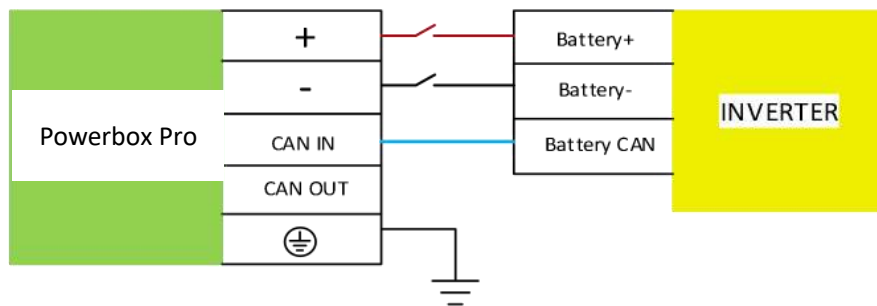 +
-
Powerbox Pro
CAN IN
CAN OUT
Battery+
Battery-
Battery CAN
INVERTER